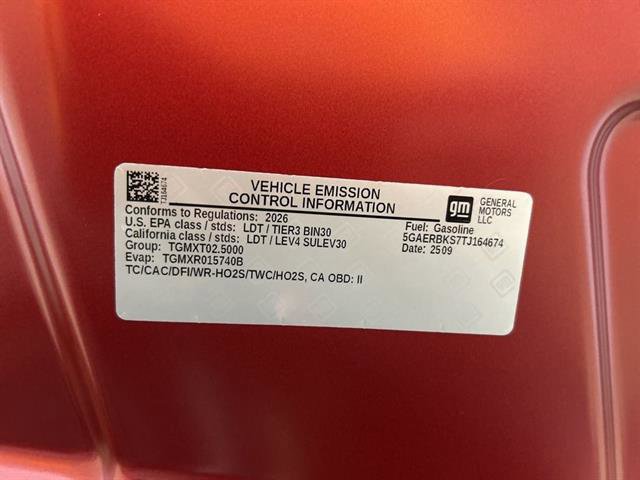 TJ164674
VEHICLE EMISSION
CONTROL INFORMATION
gm
GENERAL
MOTORS
LLC
Conforms to Regulations: 2026
Fuel: Gasoline
U.S. EPA class / stds: LDT / TIER3 BIN30
5GAERBKS7TJ164674
California class / stds: LDT / LEV4 SULEV30
Date: 2509
Group: TGMXT02.5000
Evap: TGMXR015740B
TC/CAC/DFI/WR-HO2S/TWC/HO2S, CA OBD: II